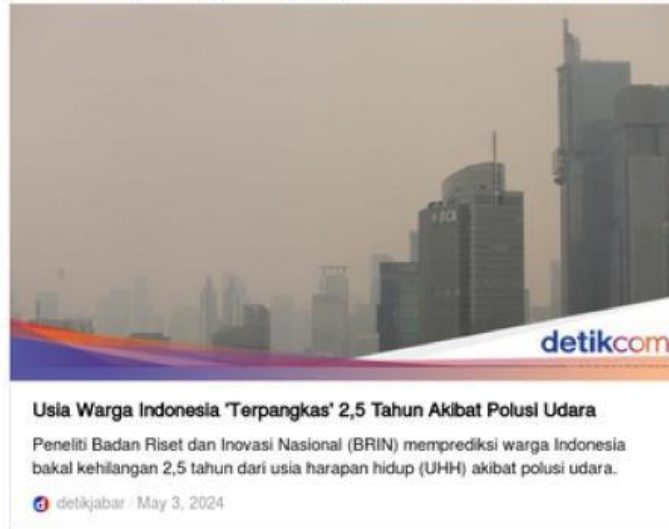 BCA
detikcom
Usia Warga Indonesia 'Terpangkas' 2,5 Tahun Akibat Polusi Udara
Peneliti Badan Riset dan Inovasi Nasional (BRIN) memprediksi warga Indonesia
bakal kehilangan 2,5 tahun dari usia harapan hidup (UHH) akibat polusi udara.
d detikjabar / May 3, 2024